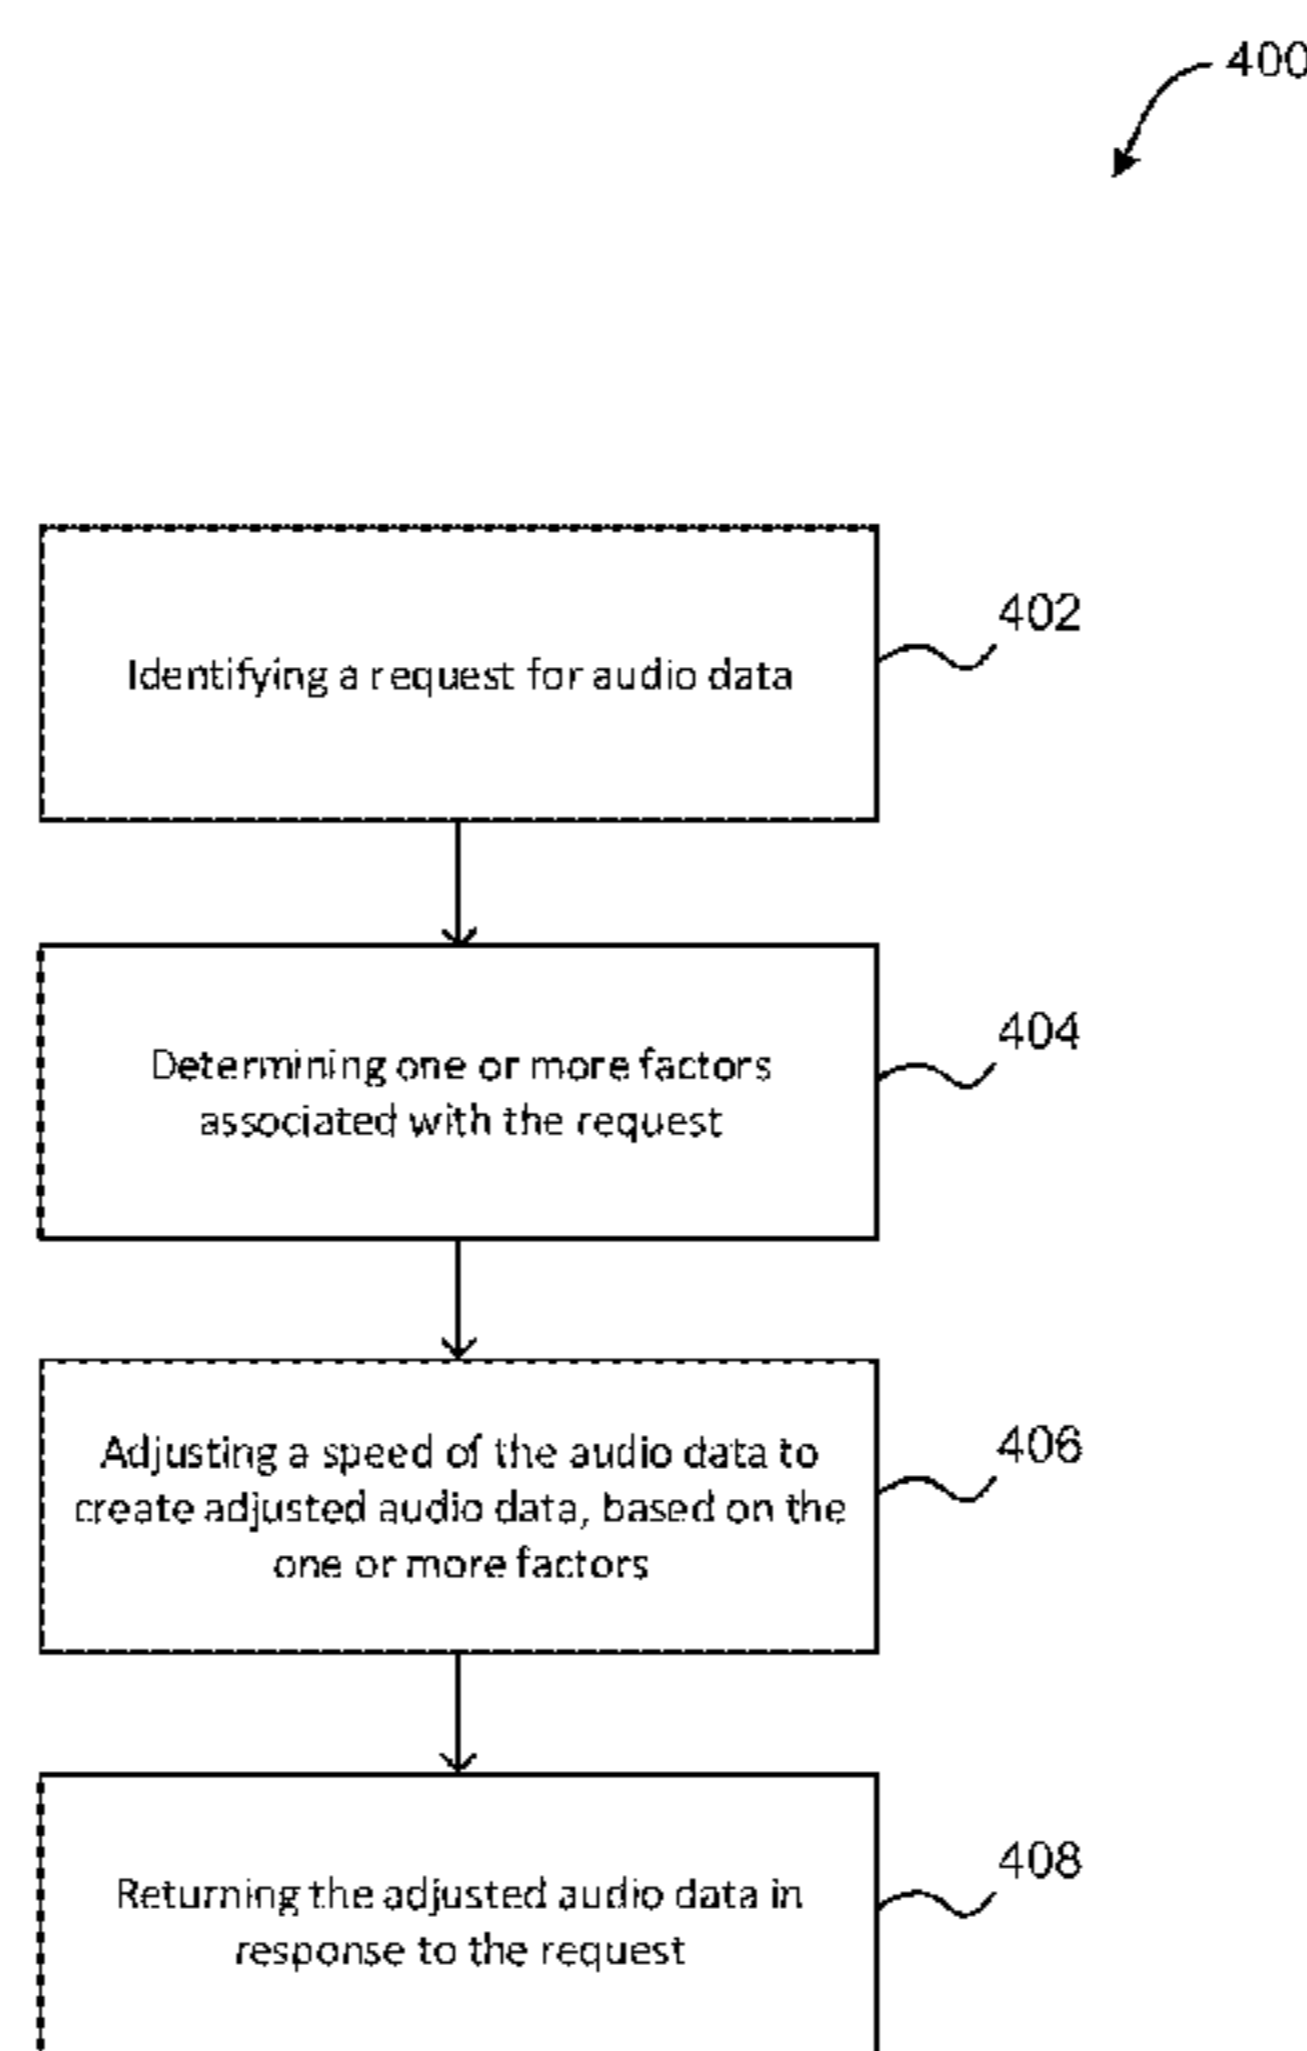 400
Identifying a request for audio data
402
Determining one or more factors
associated with the request
404
Adjusting a speed of the audio data to
create adjusted audio data, based on the
one or more factors
406
Returning the adjusted audio data in
response to the request
408